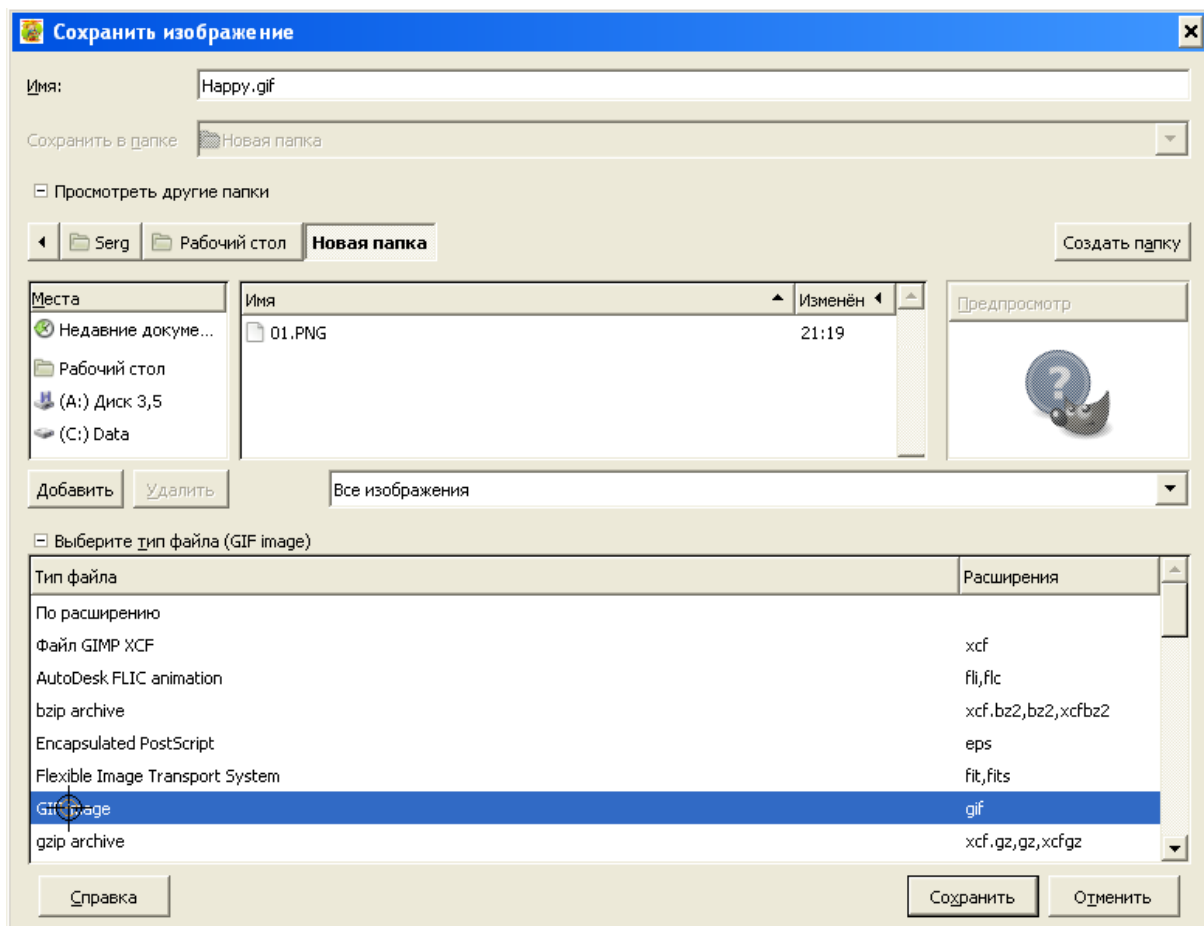 Сохранить изображение
Имя: Happy.gif
Сохранить в папке Новая папка
Просмотреть другие папки
Serg Рабочий стол Новая папка Создать папку
Места Имя Изменён Предпросмотр
Недавние докуме... 01.PNG 21:19
Рабочий стол
(A:) Диск 3,5
(C:) Data
Добавить Удалить Все изображения
Выберите тип файла (GIF image)
Тип файла Расширения
По расширению
Файл GIMP XCF xcf
AutoDesk FLIC animation fli,flc
bzip archive xcf.bz2,bz2,xcfbz2
Encapsulated PostScript eps
Flexible Image Transport System fit,fits
GIF image gif
gzip archive xcf.gz,gz,xcfgz
Справка Сохранить Отменить